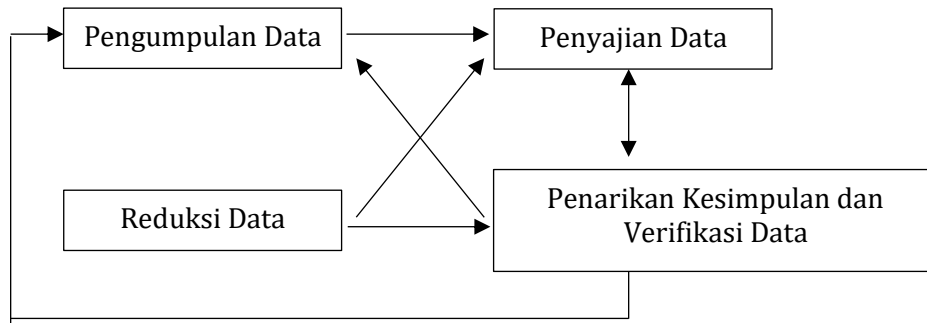 Pengumpulan Data
Penyajian Data
Reduksi Data
Penarikan Kesimpulan dan
Verifikasi Data